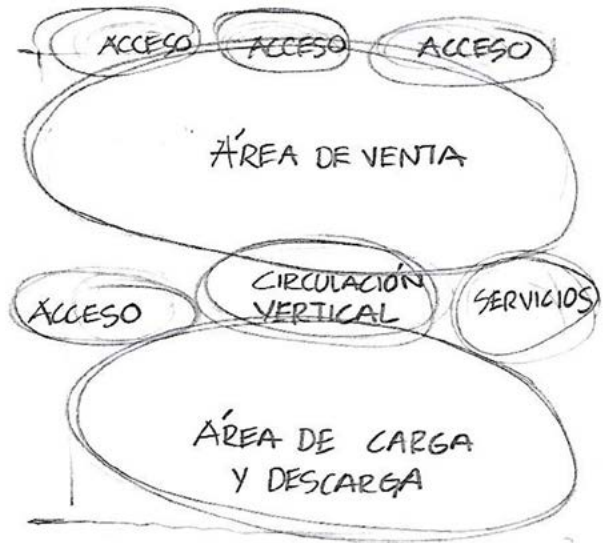 ACCESO ACCESO ACCESO
ÁREA DE VENTA
ACCESO
CIRCULACIÓN
VERTICAL
SERVICIOS
ÁREA DE CARGA
Y DESCARGA